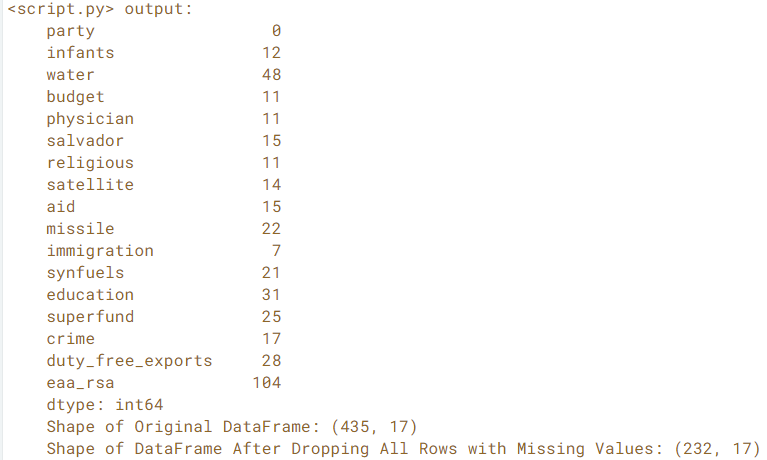 <script.py> output:
    party                  0
    infants               12
    water                 48
    budget                11
    physician             11
    salvador              15
    religious             11
    satellite             14
    aid                   15
    missile               22
    immigration            7
    synfuels              21
    education             31
    superfund             25
    crime                 17
    duty_free_exports     28
    eaa_rsa              104
    dtype: int64
    Shape of Original DataFrame: (435, 17)
    Shape of DataFrame After Dropping All Rows with Missing Values: (232, 17)